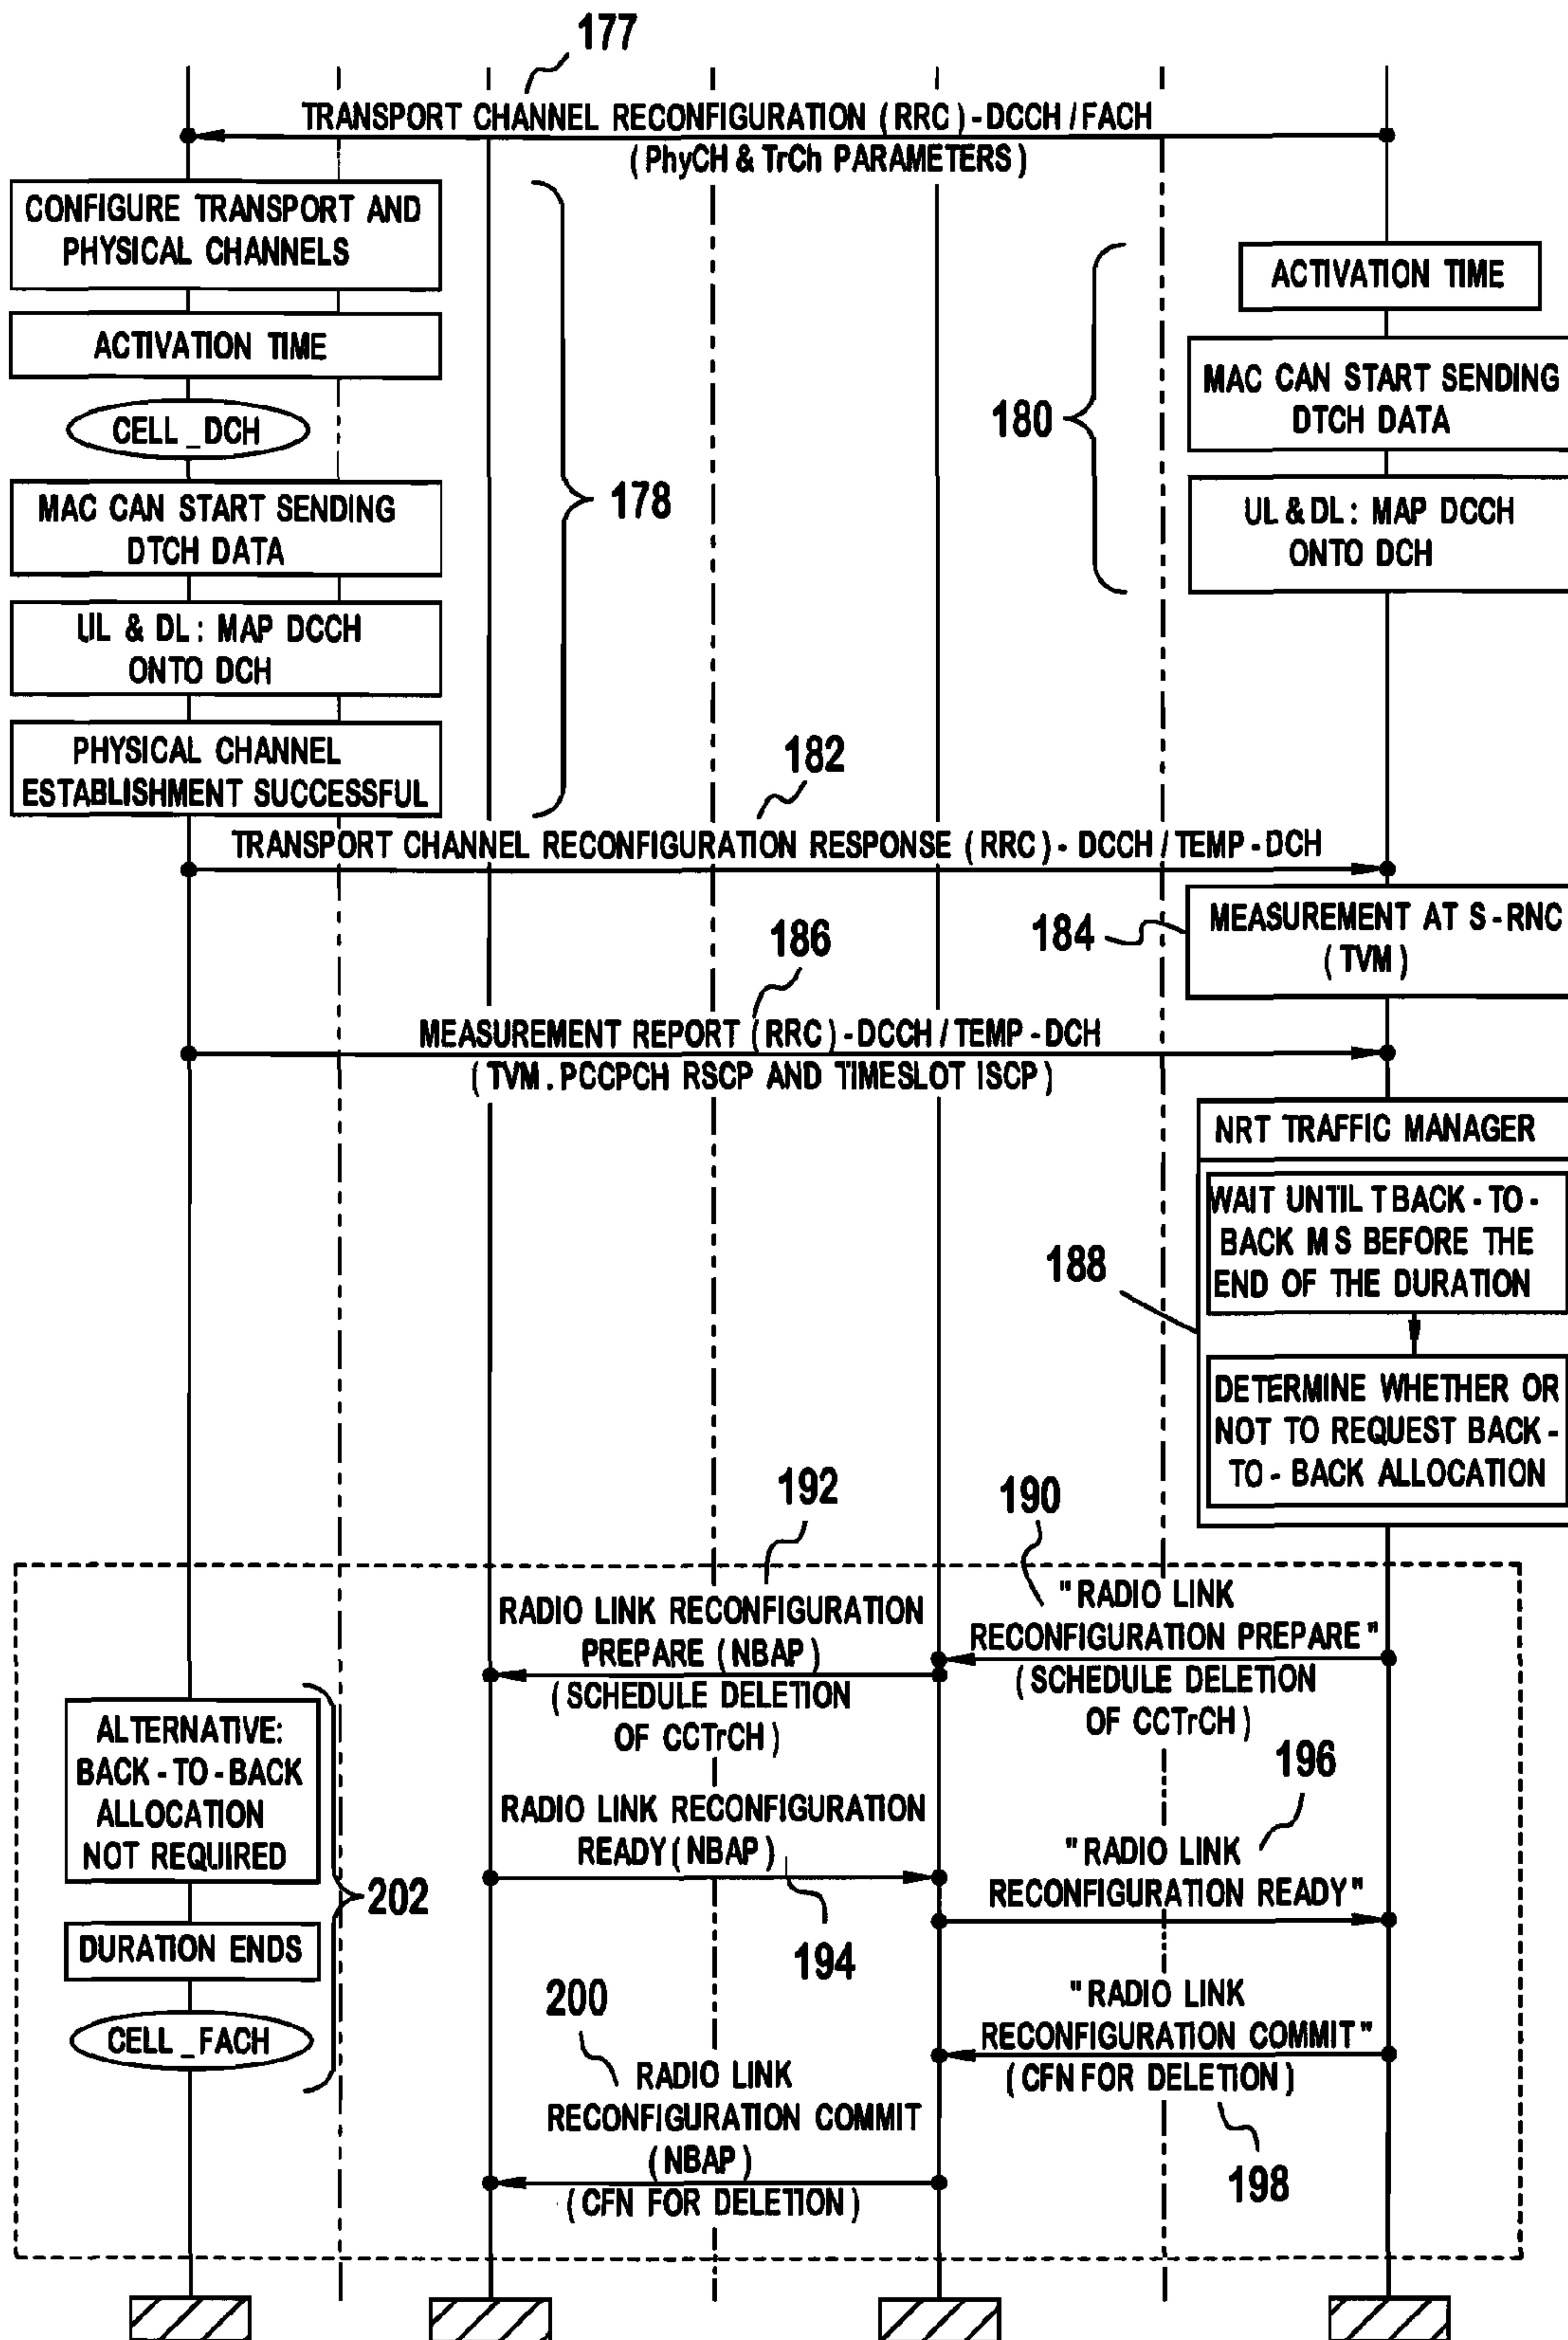 177
TRANSPORT CHANNEL RECONFIGURATION (RRC)-DCCH/FACH
(PhyCH & TrCh PARAMETERS)
CONFIGURE TRANSPORT AND
PHYSICAL CHANNELS
ACTIVATION TIME
CELL_DCH
MAC CAN START SENDING
DTCH DATA
UL & DL: MAP DCCH
ONTO DCH
PHYSICAL CHANNEL
ESTABLISHMENT SUCCESSFUL
178
180
ACTIVATION TIME
MAC CAN START SENDING
DTCH DATA
UL & DL: MAP DCCH
ONTO DCH
182
TRANSPORT CHANNEL RECONFIGURATION RESPONSE (RRC)- DCCH/TEMP-DCH
184
MEASUREMENT AT S-RNC
(TVM)
186
MEASUREMENT REPORT (RRC)-DCCH/TEMP-DCH
(TVM.PCCPCH RSCP AND TIMESLOT ISCP)
NRT TRAFFIC MANAGER
WAIT UNTIL TBACK-TO-
BACK MS BEFORE THE
END OF THE DURATION
188
DETERMINE WHETHER OR
NOT TO REQUEST BACK-
TO-BACK ALLOCATION
192
190
RADIO LINK RECONFIGURATION
PREPARE (NBAP)
(SCHEDULE DELETION
OF CCTrCH)
"RADIO LINK
RECONFIGURATION PREPARE"
(SCHEDULE DELETION
OF CCTrCH)
ALTERNATIVE:
BACK-TO-BACK
ALLOCATION
NOT REQUIRED
DURATION ENDS
CELL_FACH
202
RADIO LINK RECONFIGURATION
READY(NBAP)
194
196
"RADIO LINK
RECONFIGURATION READY"
"RADIO LINK
RECONFIGURATION COMMIT"
(CFN FOR DELETION)
198
200
RADIO LINK
RECONFIGURATION COMMIT
(NBAP)
(CFN FOR DELETION)